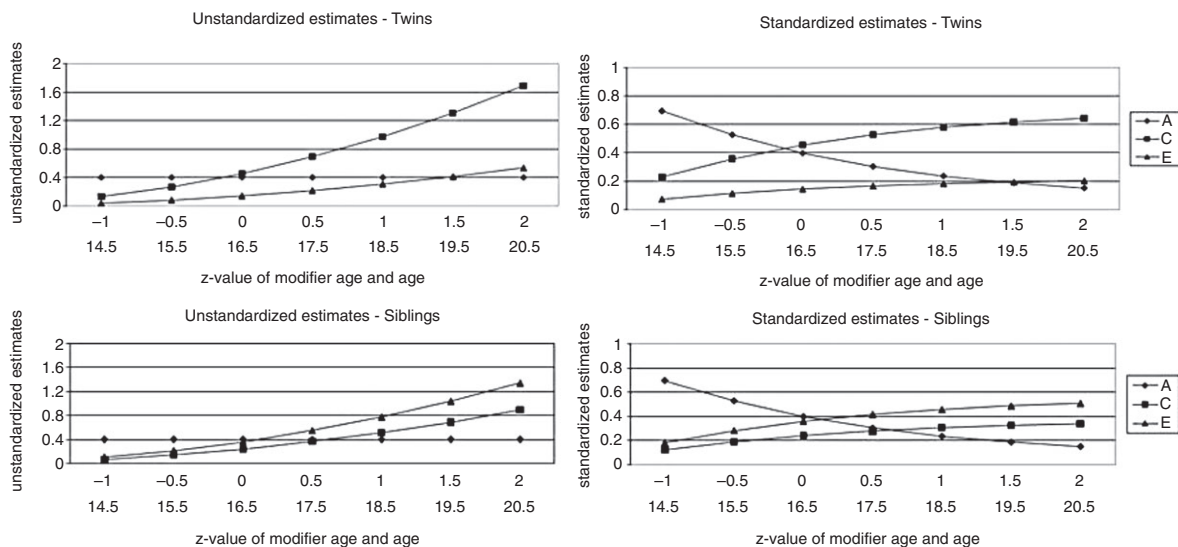 Unstandardized estimates - Twins
unstandardized estimates
2
1.6
1.2
0.8
0.4
0
−1 −0.5 0 0.5 1 1.5 2
14.5 15.5 16.5 17.5 18.5 19.5 20.5
z-value of modifier age and age
Standardized estimates - Twins
standardized estimates
1
0.8
0.6
0.4
0.2
0
−1 −0.5 0 0.5 1 1.5 2
14.5 15.5 16.5 17.5 18.5 19.5 20.5
z-value of modifier age and age
A
C
E
Unstandardized estimates - Siblings
unstandardized estimates
2
1.6
1.2
0.8
0.4
0
−1 −0.5 0 0.5 1 1.5 2
14.5 15.5 16.5 17.5 18.5 19.5 20.5
z-value of modifier age and age
Standardized estimates - Siblings
standardized estimates
1
0.8
0.6
0.4
0.2
0
−1 −0.5 0 0.5 1 1.5 2
14.5 15.5 16.5 17.5 18.5 19.5 20.5
z-value of modifier age and age
A
C
E